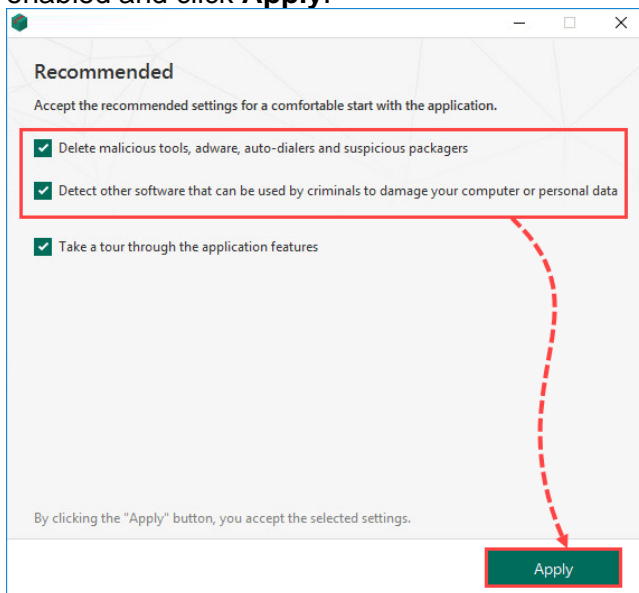 enabled and click Apply.
Recommended
Accept the recommended settings for a comfortable start with the application.
Delete malicious tools, adware, auto-dialers and suspicious packagers
Detect other software that can be used by criminals to damage your computer or personal data
Take a tour through the application features
By clicking the "Apply" button, you accept the selected settings.
Apply